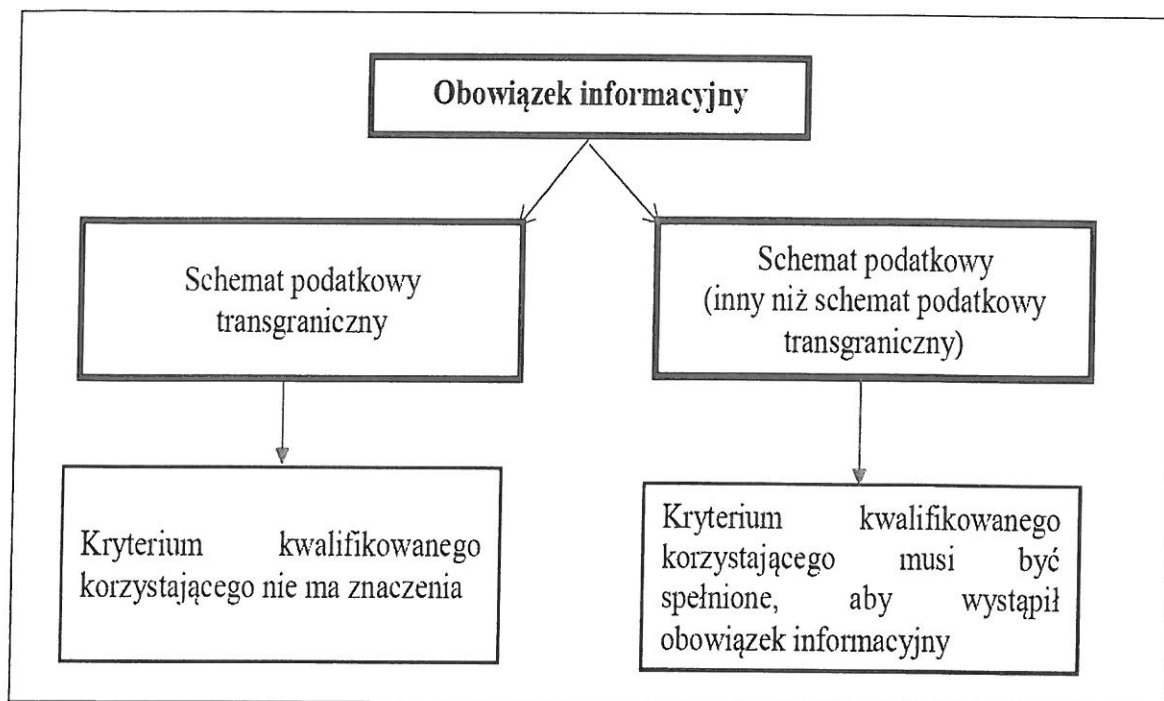 Obowiązek informacyjny
Schemat podatkowy
transgraniczny
Schemat podatkowy
(inny niż schemat podatkowy
transgraniczny)
Kryterium kwalifikowanego
korzystającego nie ma znaczenia
Kryterium kwalifikowanego
korzystającego musi być
spełnione, aby wystąpił
obowiązek informacyjny